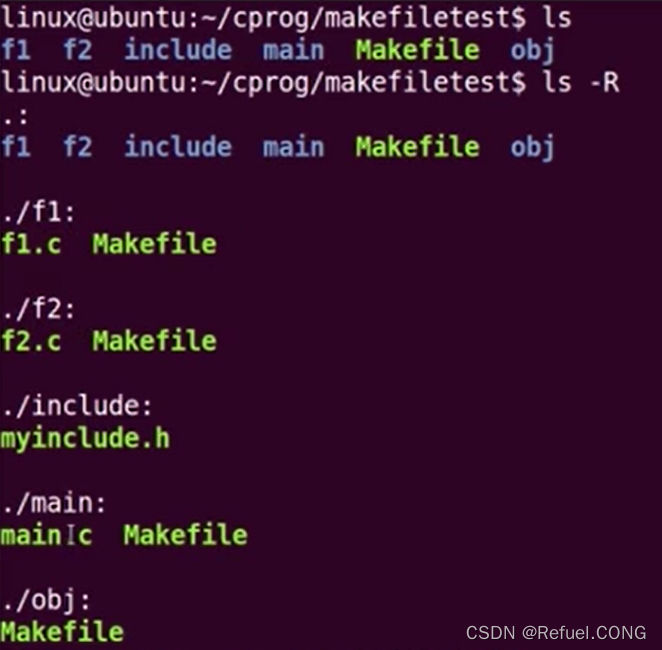 linux@ubuntu:~/cprog/makefiletest$ ls
f1  f2  include  main  Makefile  obj
linux@ubuntu:~/cprog/makefiletest$ ls -R
.:
f1  f2  include  main  Makefile  obj
./f1:
f1.c  Makefile
./f2:
f2.c  Makefile
./include:
myinclude.h
./main:
main.c  Makefile
./obj:
Makefile
CSDN @Refuel.CONG